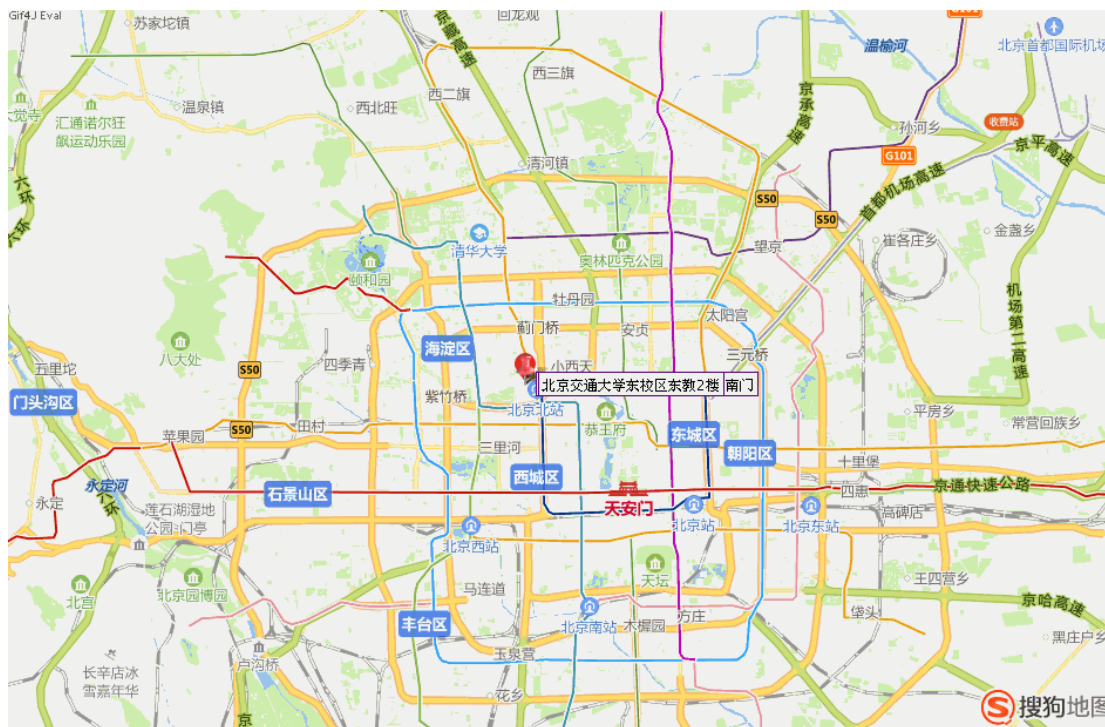 Gif4J Eval
苏家坨镇
回龙观
京藏高速
G101
温榆河
北京首都国际机场
西三旗
西二旗
大觉寺
汇通诺尔狂
飙运动乐园
温泉镇
西北旺
京承高速
孙河乡
收费站
京平高速
G101
六环
六环
清河镇
首都机场高速
S50
S50
清华大学
奥林匹克公园
望京
崔各庄乡
金盏乡
颐和园
牡丹园
太阳宫
机场第二高速
蓟门桥
安贞
海淀区
八大处
四季青
小西天
三元桥
五里坨
S50
北京交通大学东校区东教2楼 南门
门头沟区
紫竹桥
北京北站
恭王府
平房乡
常营回族乡
苹果园
S50
田村
三里河
东城区
朝阳区
十里堡
西城区
永定河
石景山区
天安门
四惠
京通快速公路
永定
六环
莲石湖湿地
公园-门亭
北京站
北京东站
高碑店
北京西站
天坛
王四营乡
北宫
北京园博园
马连道
京哈高速
北京南站
方庄
垡头
丰台区
木樨园
黑庄户乡
玉泉营
卢沟桥
长辛店冰
雪嘉年华
花乡
京
搜狗地图